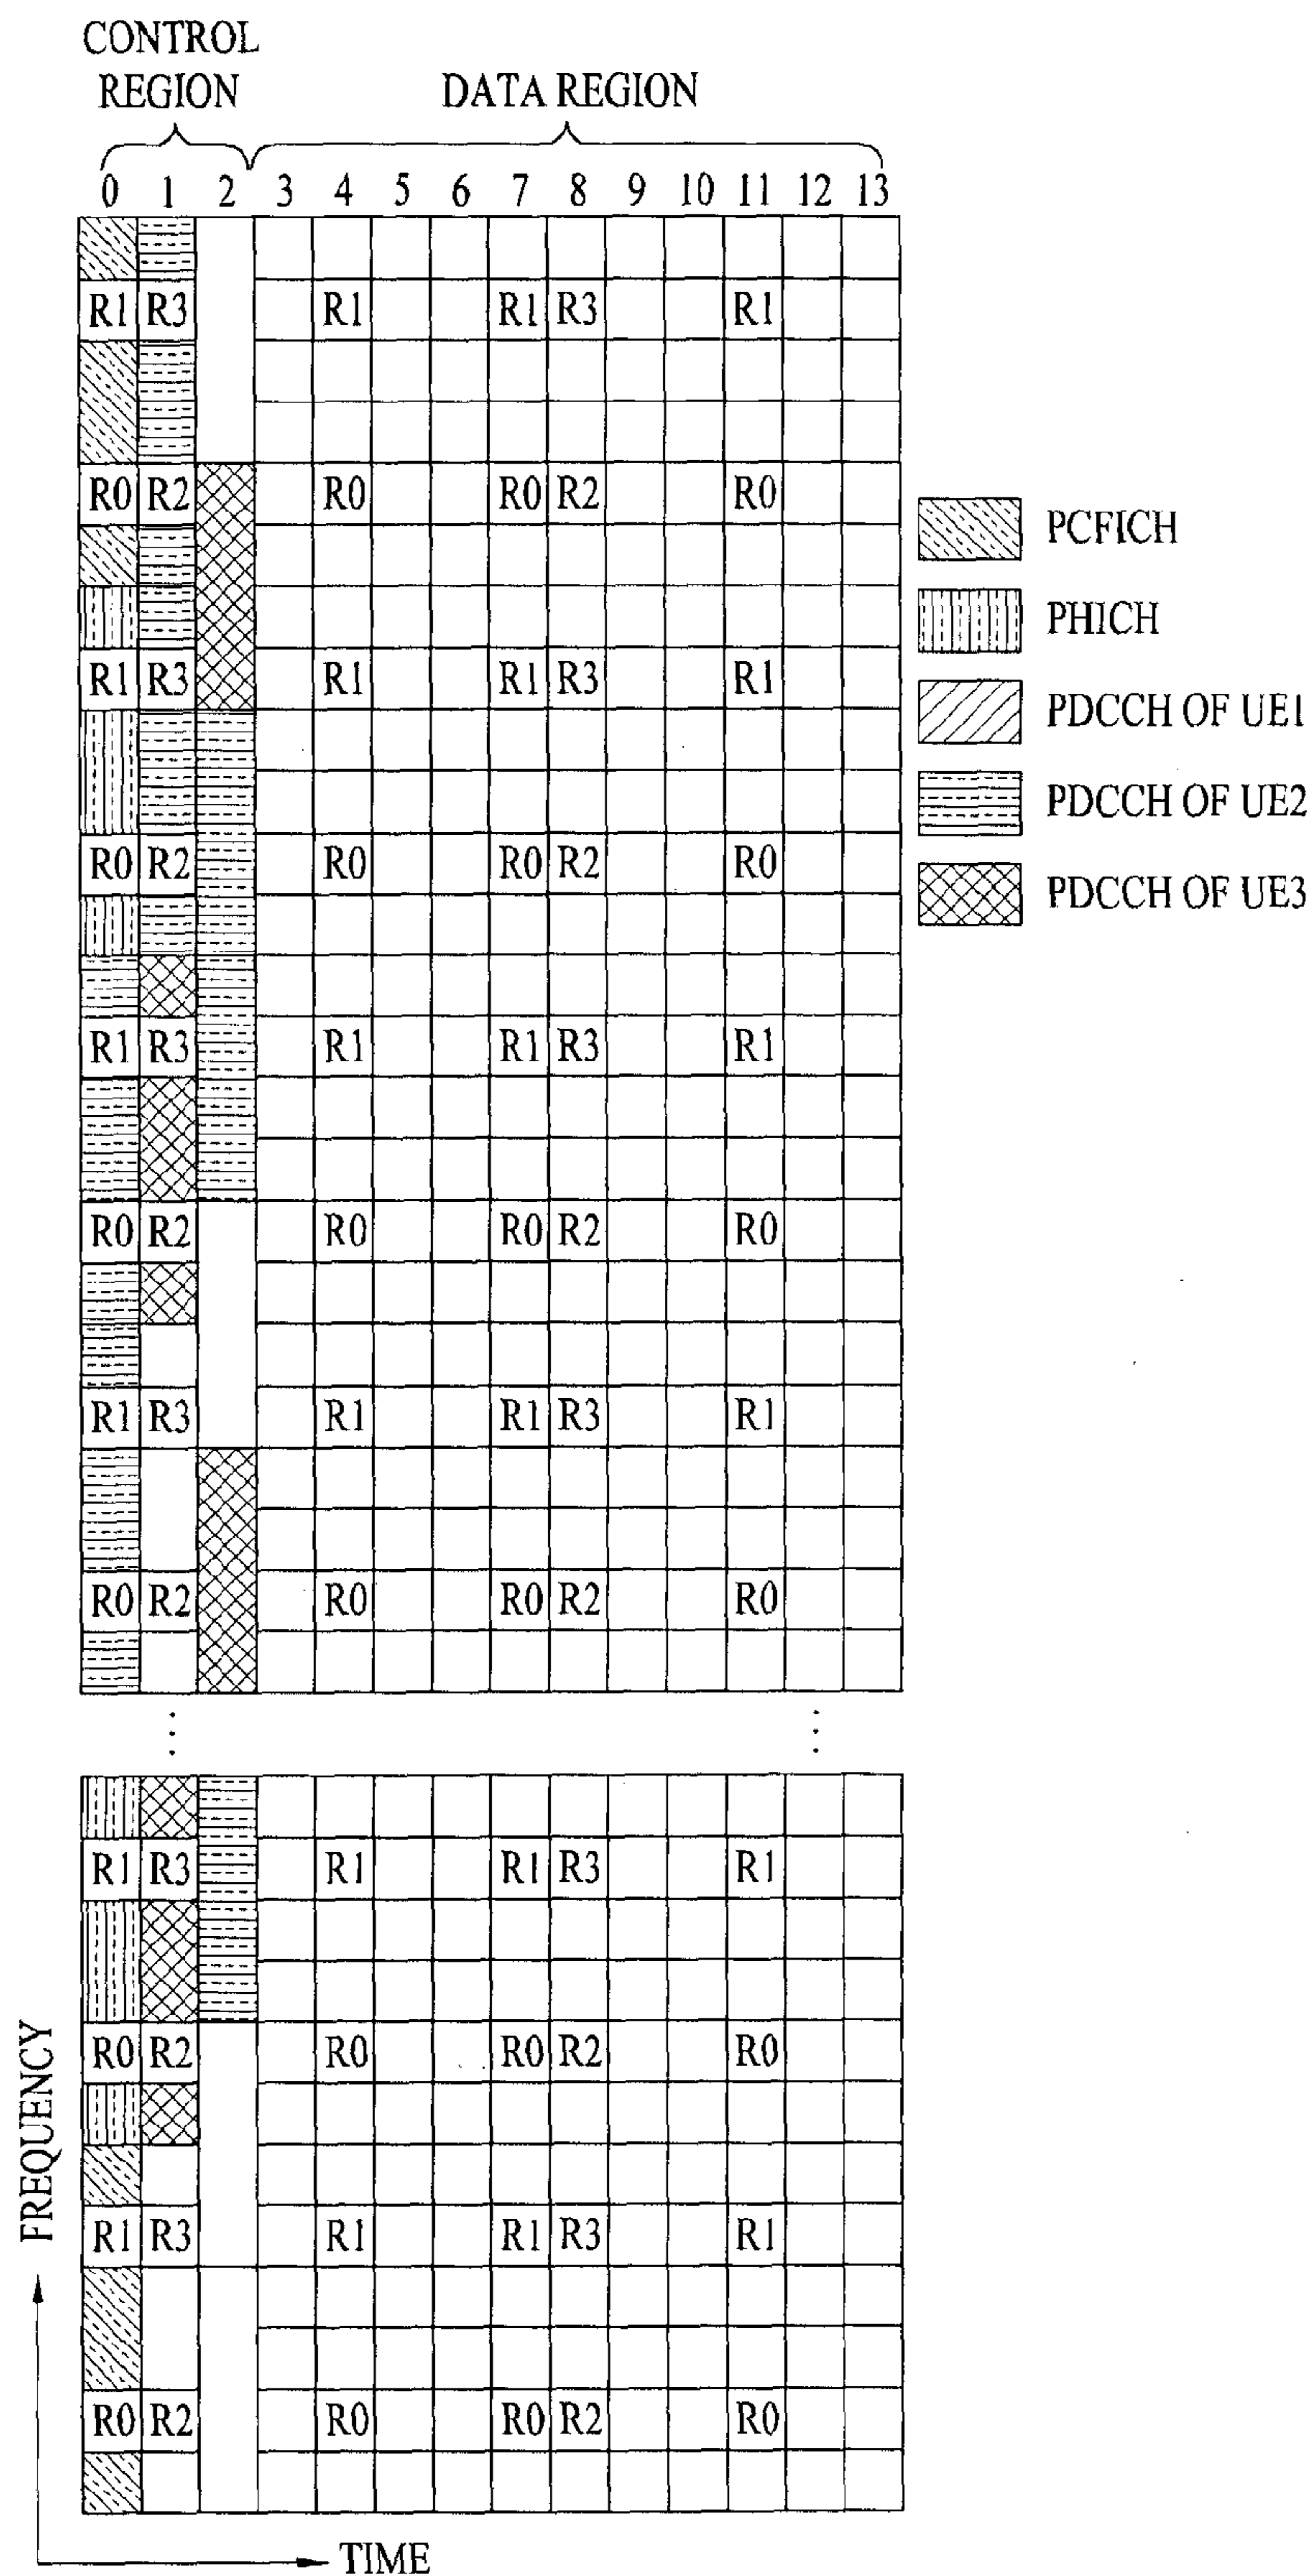 CONTROL
REGION
DATA REGION
0 1 2 3 4 5 6 7 8 9 10 11 12 13
R1 R3 R1 R1 R3 R1
R0 R2 R0 R0 R2 R0
PCFICH
PHICH
R1 R3 R1 R1 R3 R1
PDCCH OF UE1
PDCCH OF UE2
R0 R2 R0 R0 R2 R0
PDCCH OF UE3
R1 R3 R1 R1 R3 R1
R0 R2 R0 R0 R2 R0
R1 R3 R1 R1 R3 R1
R0 R2 R0 R0 R2 R0
R1 R3 R1 R1 R3 R1
R0 R2 R0 R0 R2 R0
R1 R3 R1 R1 R3 R1
R0 R2 R0 R0 R2 R0
FREQUENCY
TIME